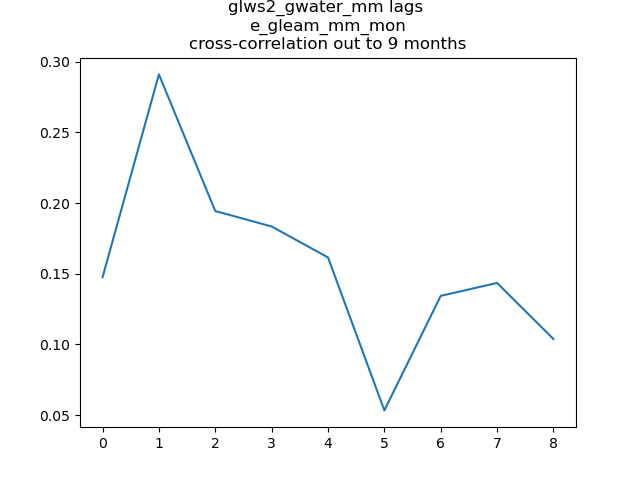 glws2_gwater_mm lags
e_gleam_mm_mon
cross-correlation out to 9 months
0.30
0.25
0.20
0.15
0.10
0.05
0 1 2 3 4 5 6 7 8